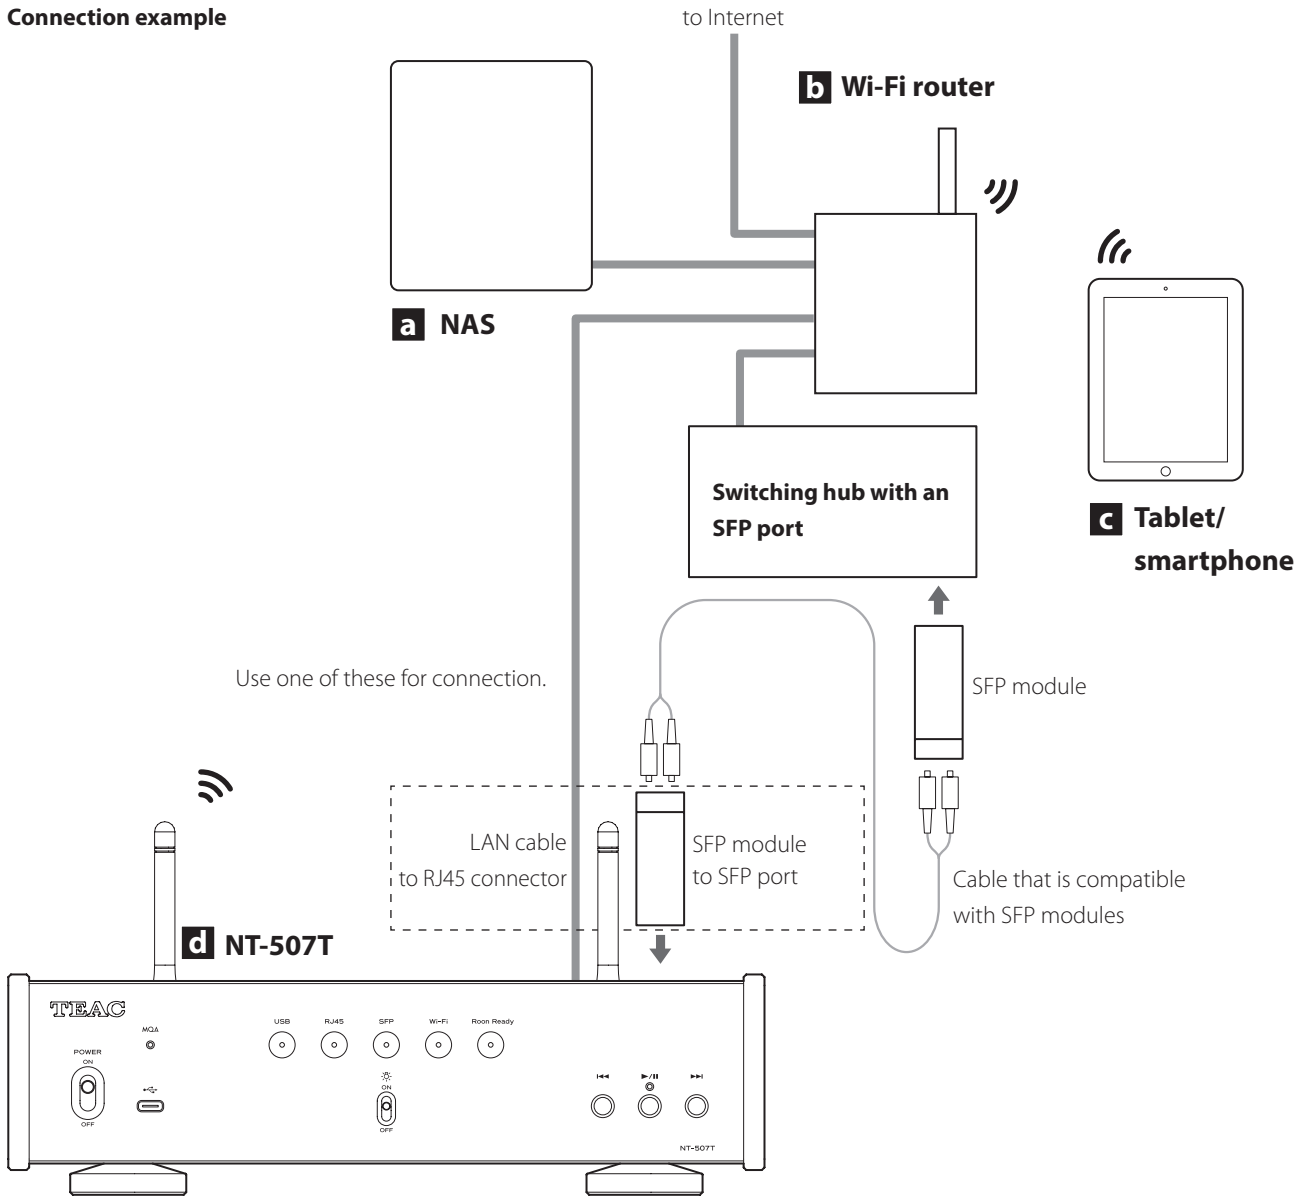 Connection example
to Internet
b Wi-Fi router
a NAS
Switching hub with an
SFP port
c Tablet/
smartphone
Use one of these for connection.
SFP module
LAN cable
to RJ45 connector
SFP module
to SFP port
Cable that is compatible
with SFP modules
d NT-507T
TEAC
MQA
POWER
ON
OFF
USB
RJ45
SFP
Wi-Fi
Roon Ready
ON
OFF
NT-507T